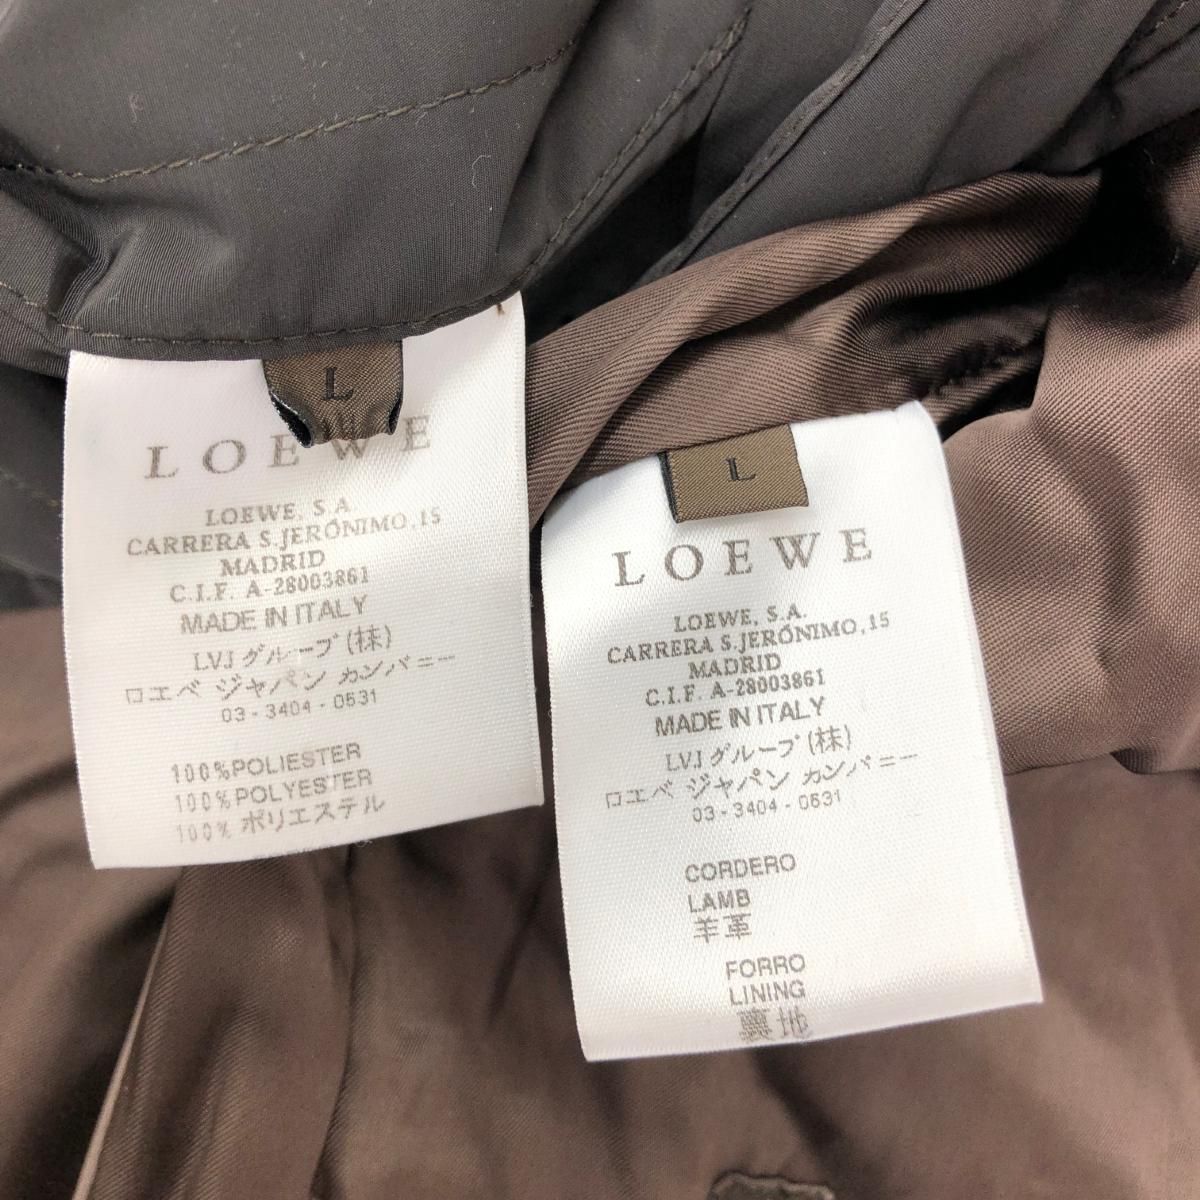 L
LOEWE
LOEWE, S.A.
CARRERA S.JERÓNIMO,15
MADRID
C.I.F. A-28003861
MADE IN ITALY
LVJ グループ(株)
ロエベ ジャパン カンパニー
03-3404-0531
100%POLIESTER
100%POLYESTER
100% ポリエステル
L
LOEWE
LOEWE, S.A.
CARRERA S.JERÓNIMO,15
MADRID
C.I.F. A-28003861
MADE IN ITALY
LVJ グループ(株)
ロエベ ジャパン カンパニー
03-3404-0531
CORDERO
LAMB
羊革
FORRO
LINING
裏地